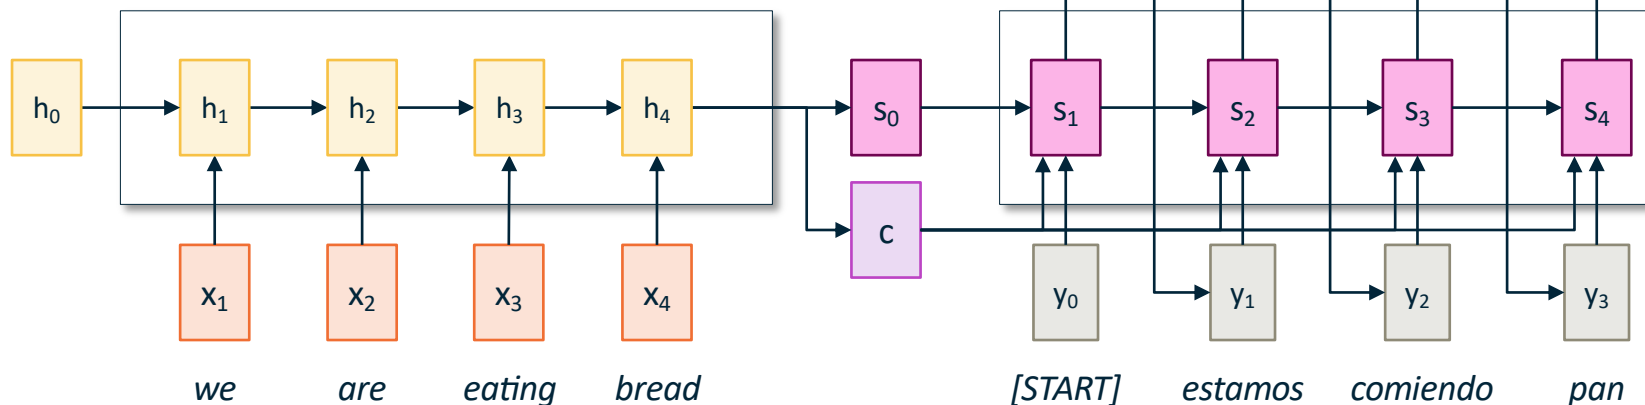 h₀ h₁ h₂ h₃ h₄ s₀ s₁ s₂ s₃ s₄
c
x₁ x₂ x₃ x₄ y₀ y₁ y₂ y₃
we are eating bread [START] estamos comiendo pan